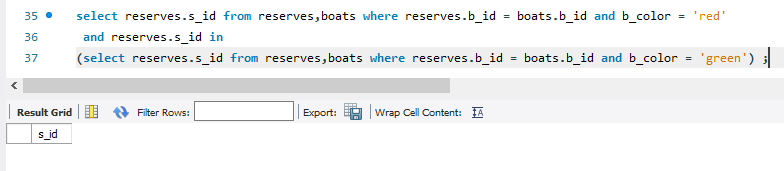 35 select reserves.s_id from reserves,boats where reserves.b_id = boats.b_id and b_color = 'red'
36 and reserves.s_id in
37 (select reserves.s_id from reserves,boats where reserves.b_id = boats.b_id and b_color = 'green') ;
Result Grid Filter Rows: Export: Wrap Cell Content:
s_id